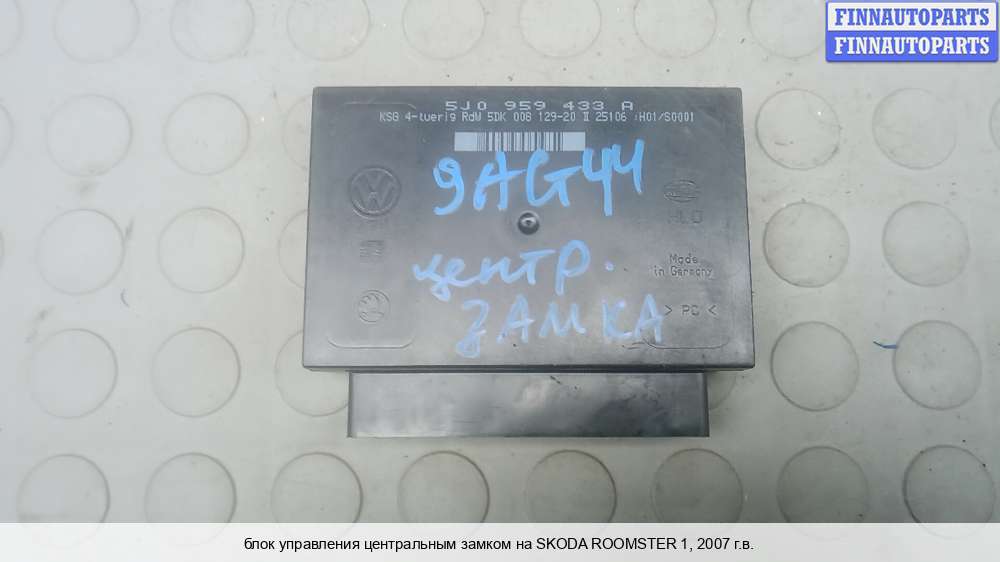 FINNAUTOPARTS
FINNAUTOPARTS
5J0 959 433 A
KSG 4-tuerig RdW 5DK 008 129-20 II 25106 :H01/S0001
9AG44
HLO
центр.
Made
in Germany
ЗАМКА
> PC <
блок управления центральным замком на SKODA ROOMSTER 1, 2007 г.в.